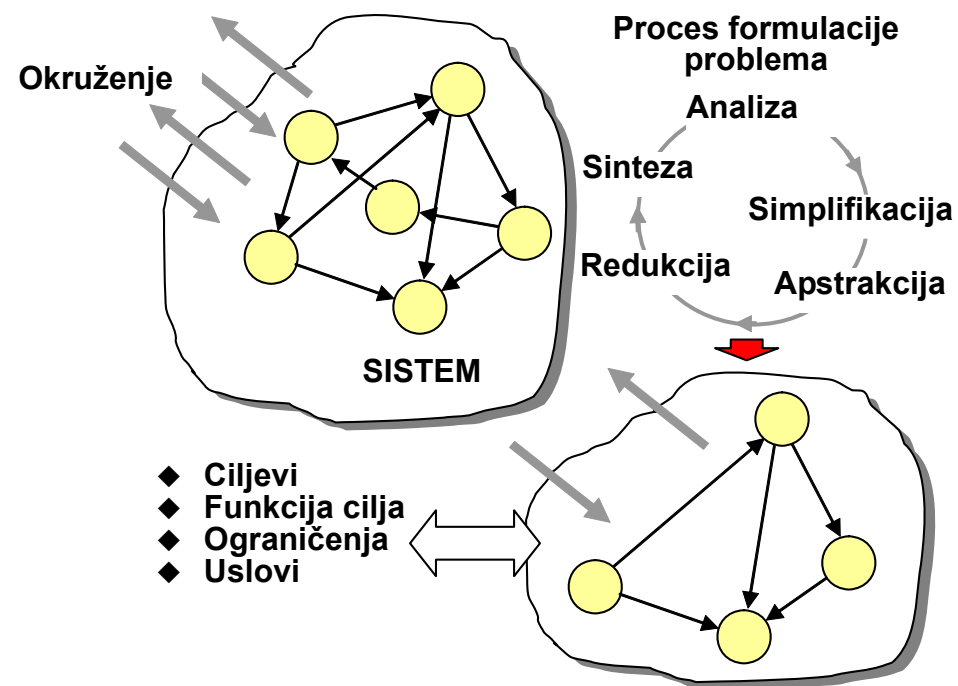 Proces formulacije
problema
Okruženje
Analiza
Sinteza
Simplifikacija
Redukcija
Apstrakcija
SISTEM
◆ Ciljevi
◆ Funkcija cilja
◆ Ograničenja
◆ Uslovi